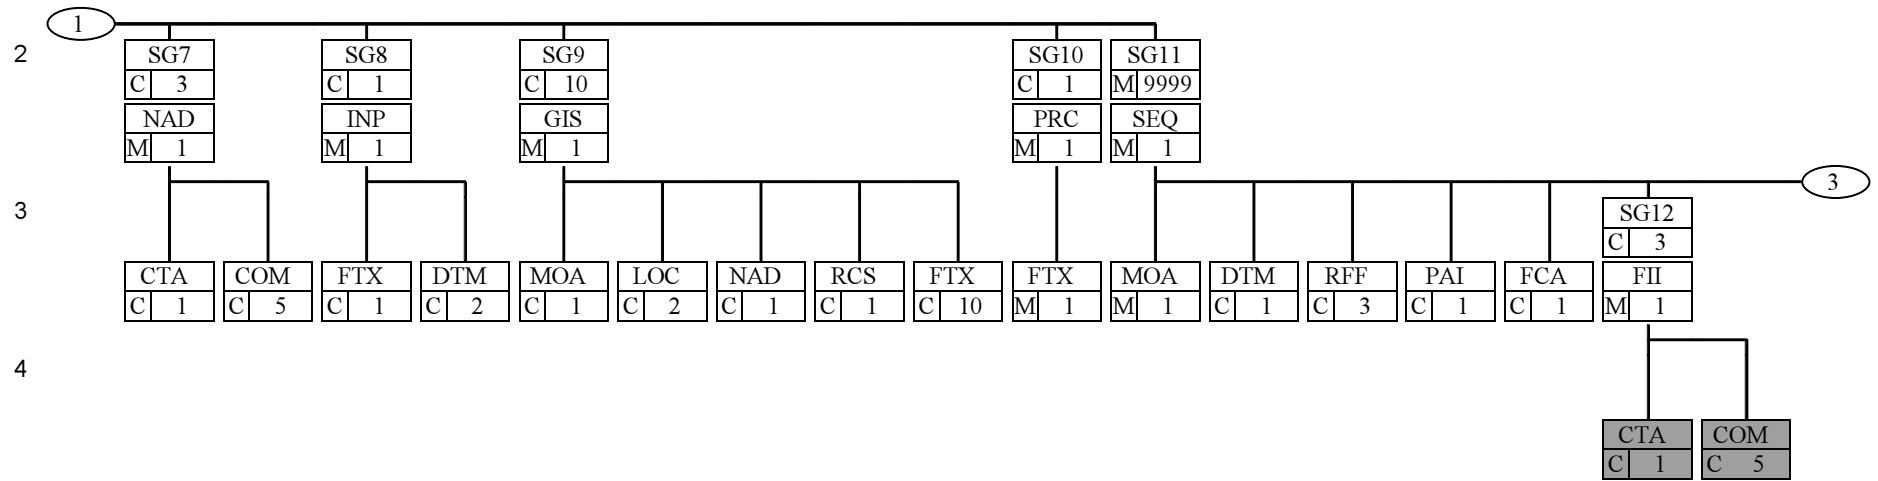 1
2
SG7 SG8 SG9 SG10 SG11
C 3 C 1 C 10 C 1 M 9999
NAD INP GIS PRC SEQ
M 1 M 1 M 1 M 1 M 1
3
3
SG12
C 3
CTA COM FTX DTM MOA LOC NAD RCS FTX FTX MOA DTM RFF PAI FCA FII
C 1 C 5 C 1 C 2 C 1 C 2 C 1 C 1 C 10 M 1 M 1 C 1 C 3 C 1 C 1 M 1
4
CTA COM
C 1 C 5